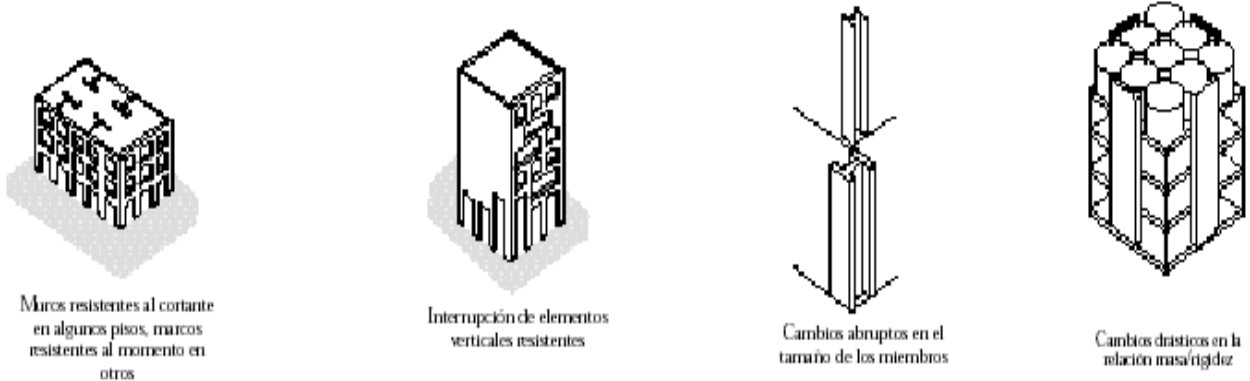 Muros resistentes al cortante
en algunos pisos, marcos
resistentes al momento en
otros
Interrupción de elementos
verticales resistentes
Cambios abruptos en el
tamaño de los miembros
Cambios drásticos en la
relación masa/rigidez